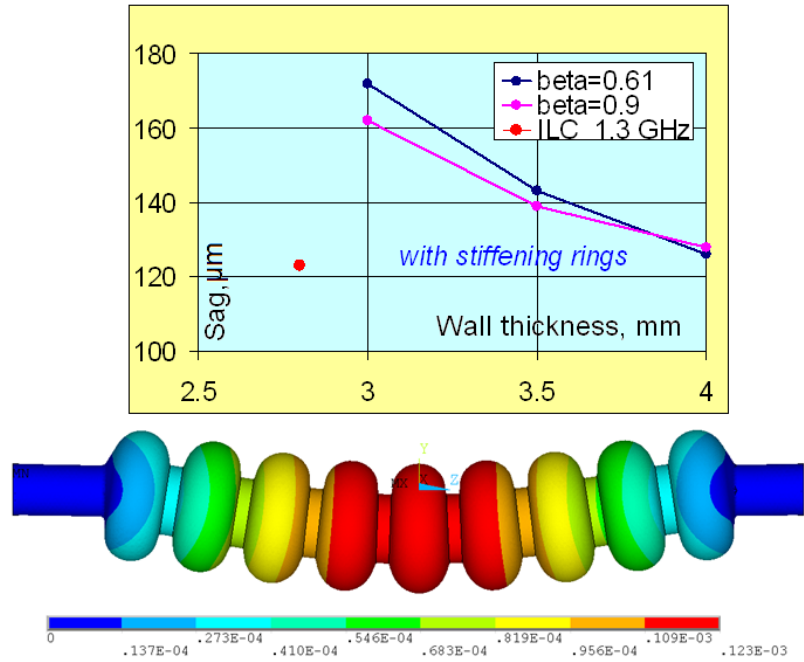 180
160
140
120
100
beta=0.61
beta=0.9
ILC 1.3 GHz
with stiffening rings
Sag,µm
Wall thickness, mm
2.5 3 3.5 4
Y
X
Z
MX
0 .273E-04 .546E-04 .819E-04 .109E-03
.137E-04 .410E-04 .683E-04 .956E-04 .123E-03